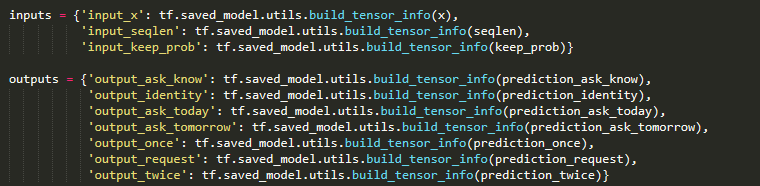 inputs = {'input_x': tf.saved_model.utils.build_tensor_info(x),
'input_seqlen': tf.saved_model.utils.build_tensor_info(seqlen),
'input_keep_prob': tf.saved_model.utils.build_tensor_info(keep_prob)}
outputs = {'output_ask_know': tf.saved_model.utils.build_tensor_info(prediction_ask_know),
'output_identity': tf.saved_model.utils.build_tensor_info(prediction_identity),
'output_ask_today': tf.saved_model.utils.build_tensor_info(prediction_ask_today),
'output_ask_tomorrow': tf.saved_model.utils.build_tensor_info(prediction_ask_tomorrow),
'output_once': tf.saved_model.utils.build_tensor_info(prediction_once),
'output_request': tf.saved_model.utils.build_tensor_info(prediction_request),
'output_twice': tf.saved_model.utils.build_tensor_info(prediction_twice)}